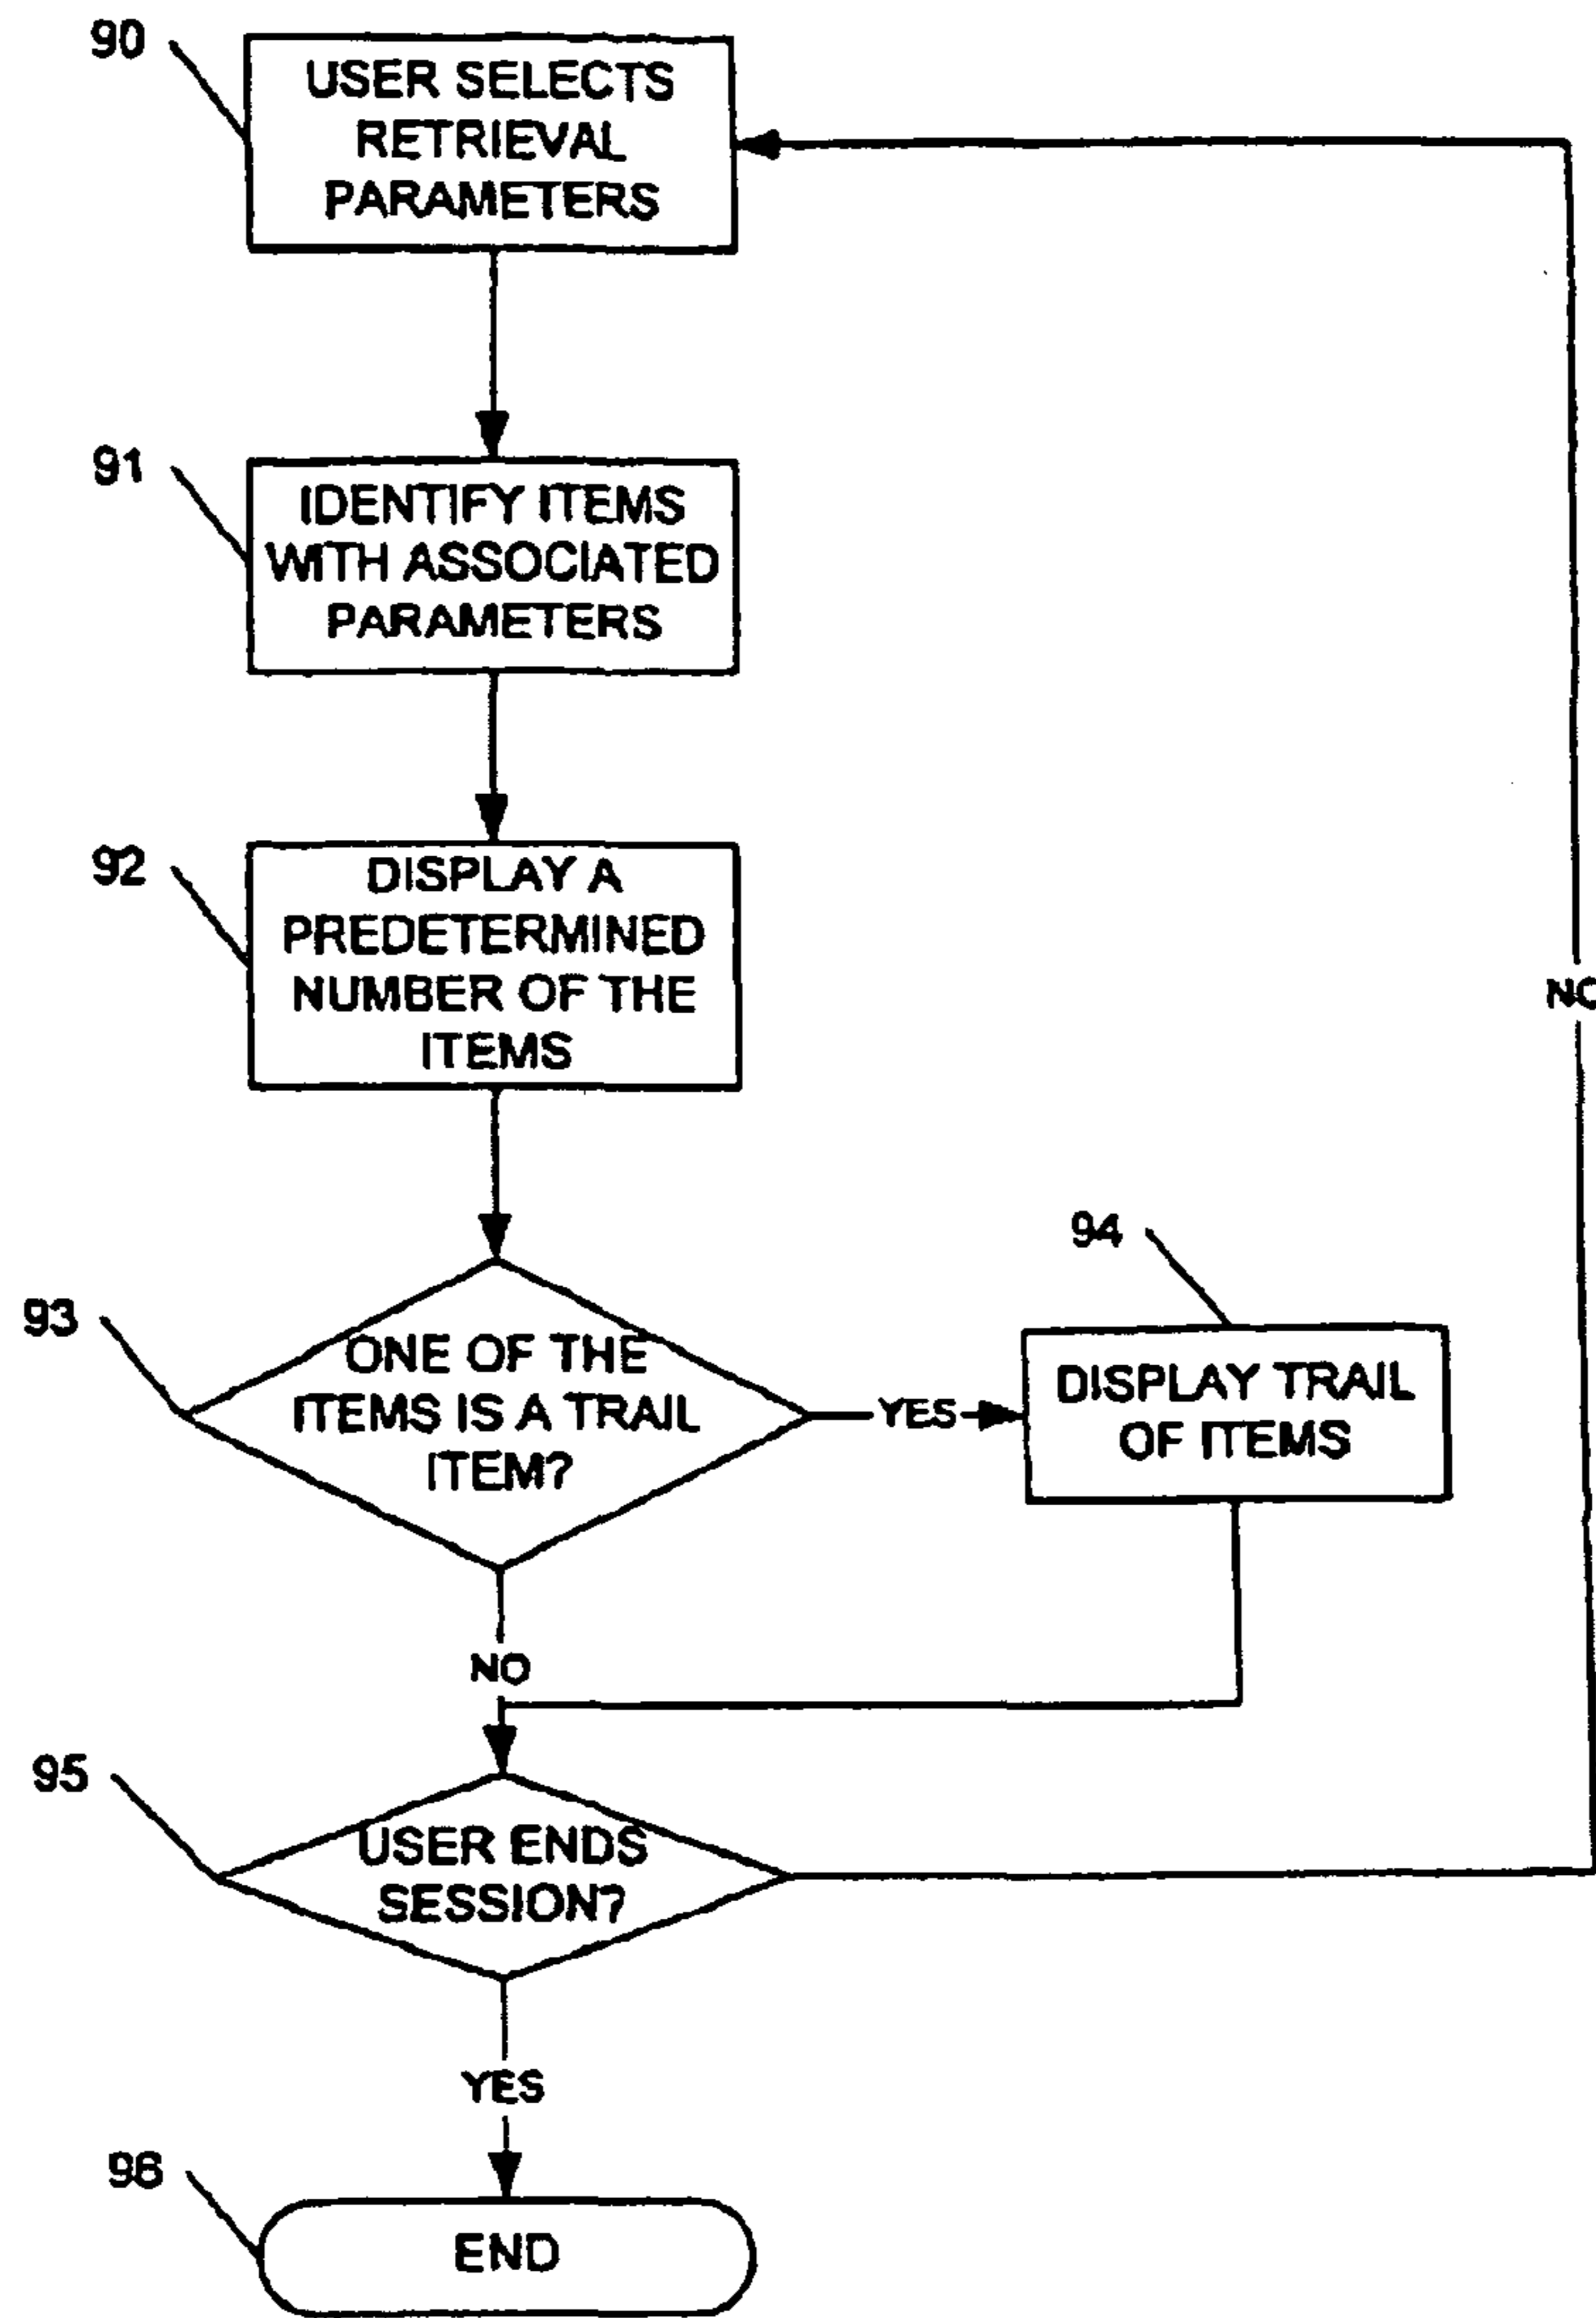 90
USER SELECTS
RETRIEVAL
PARAMETERS
91
IDENTIFY ITEMS
WITH ASSOCIATED
PARAMETERS
92
DISPLAY A
PREDETERMINED
NUMBER OF THE
ITEMS
NO
94
93
ONE OF THE
ITEMS IS A TRAIL
ITEM?
YES
DISPLAY TRAIL
OF ITEMS
NO
95
USER ENDS
SESSION?
YES
96
END